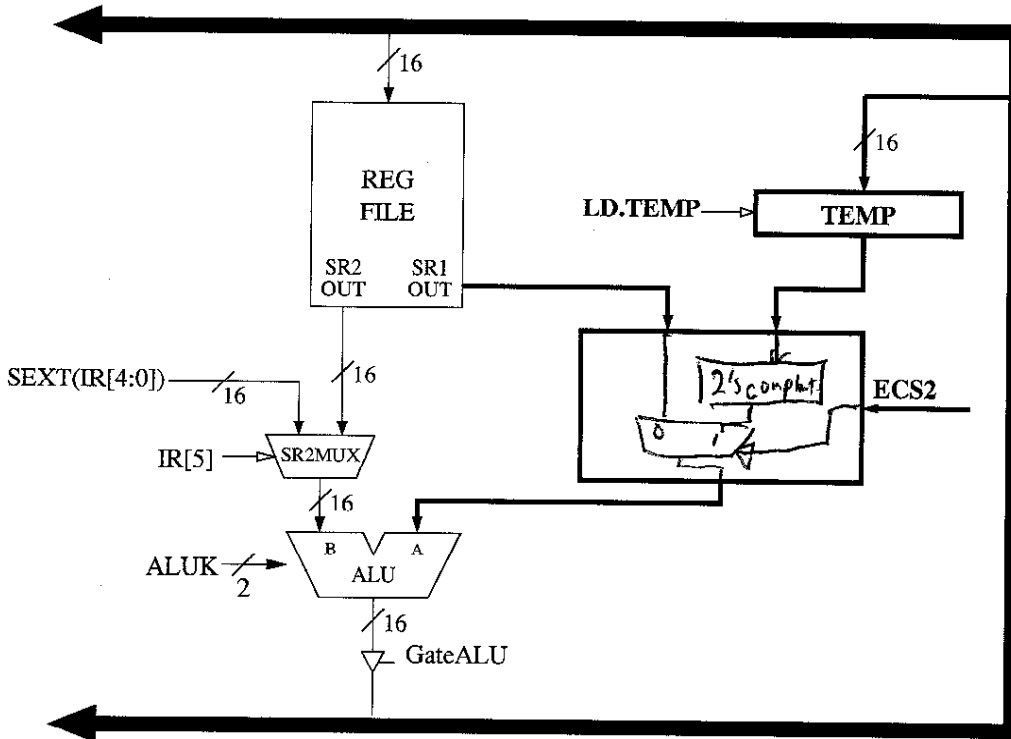 16
REG
FILE
SR2
OUT
SR1
OUT
16
LD.TEMP
TEMP
SEXT(IR[4:0])
16
16
2's
ECS2
0
1
IR[5]
SR2MUX
16
B
A
ALUK
2
ALU
16
GateALU